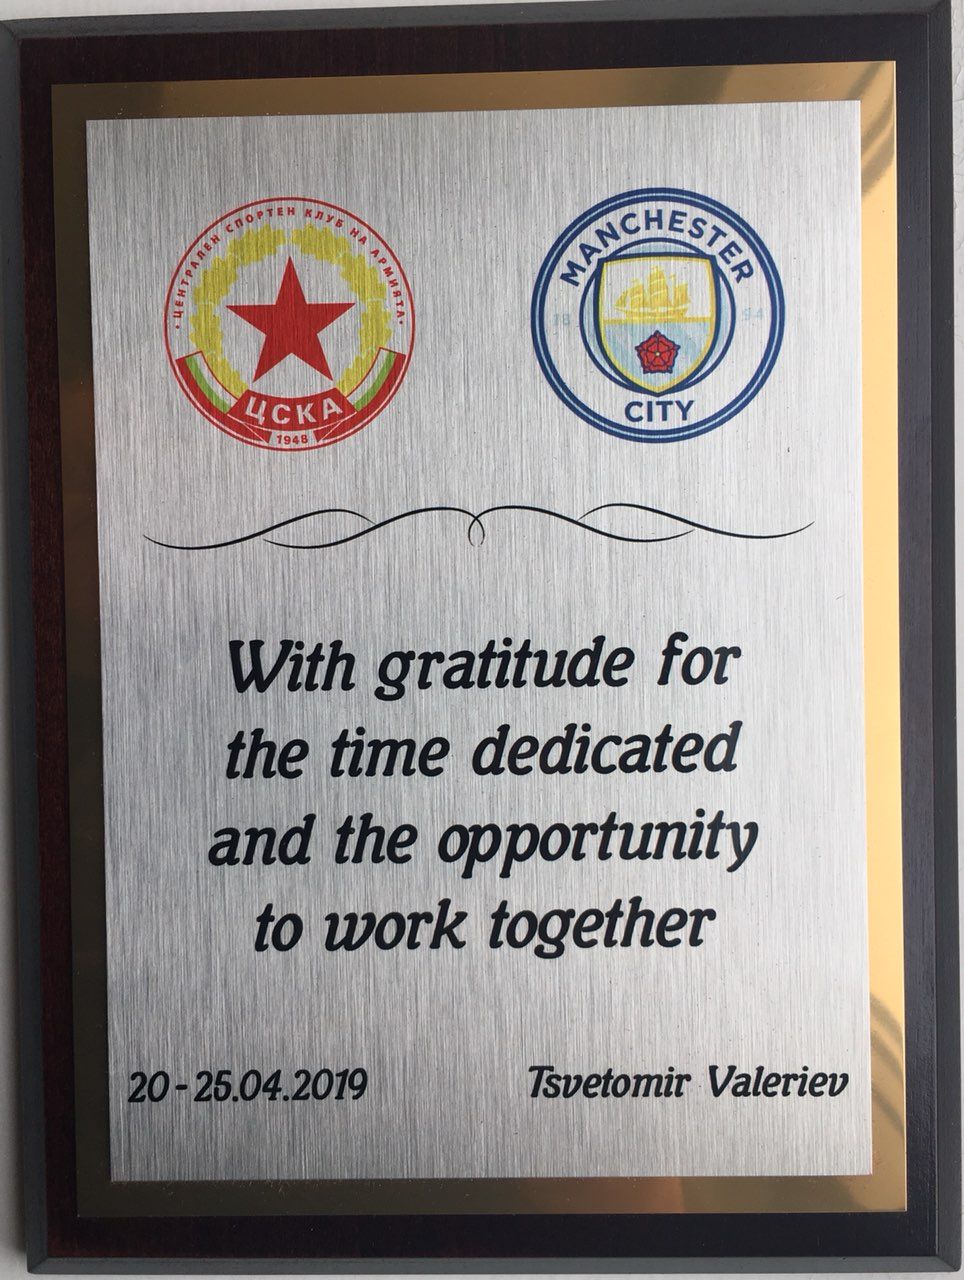 • ЦЕНТРАЛЕН СПОРТЕН КЛУБ НА АРМИЯТА •
ЦСКА
1948
MANCHESTER
18 94
CITY
With gratitude for
the time dedicated
and the opportunity
to work together
20 - 25.04.2019 Tsvetomir Valeriev